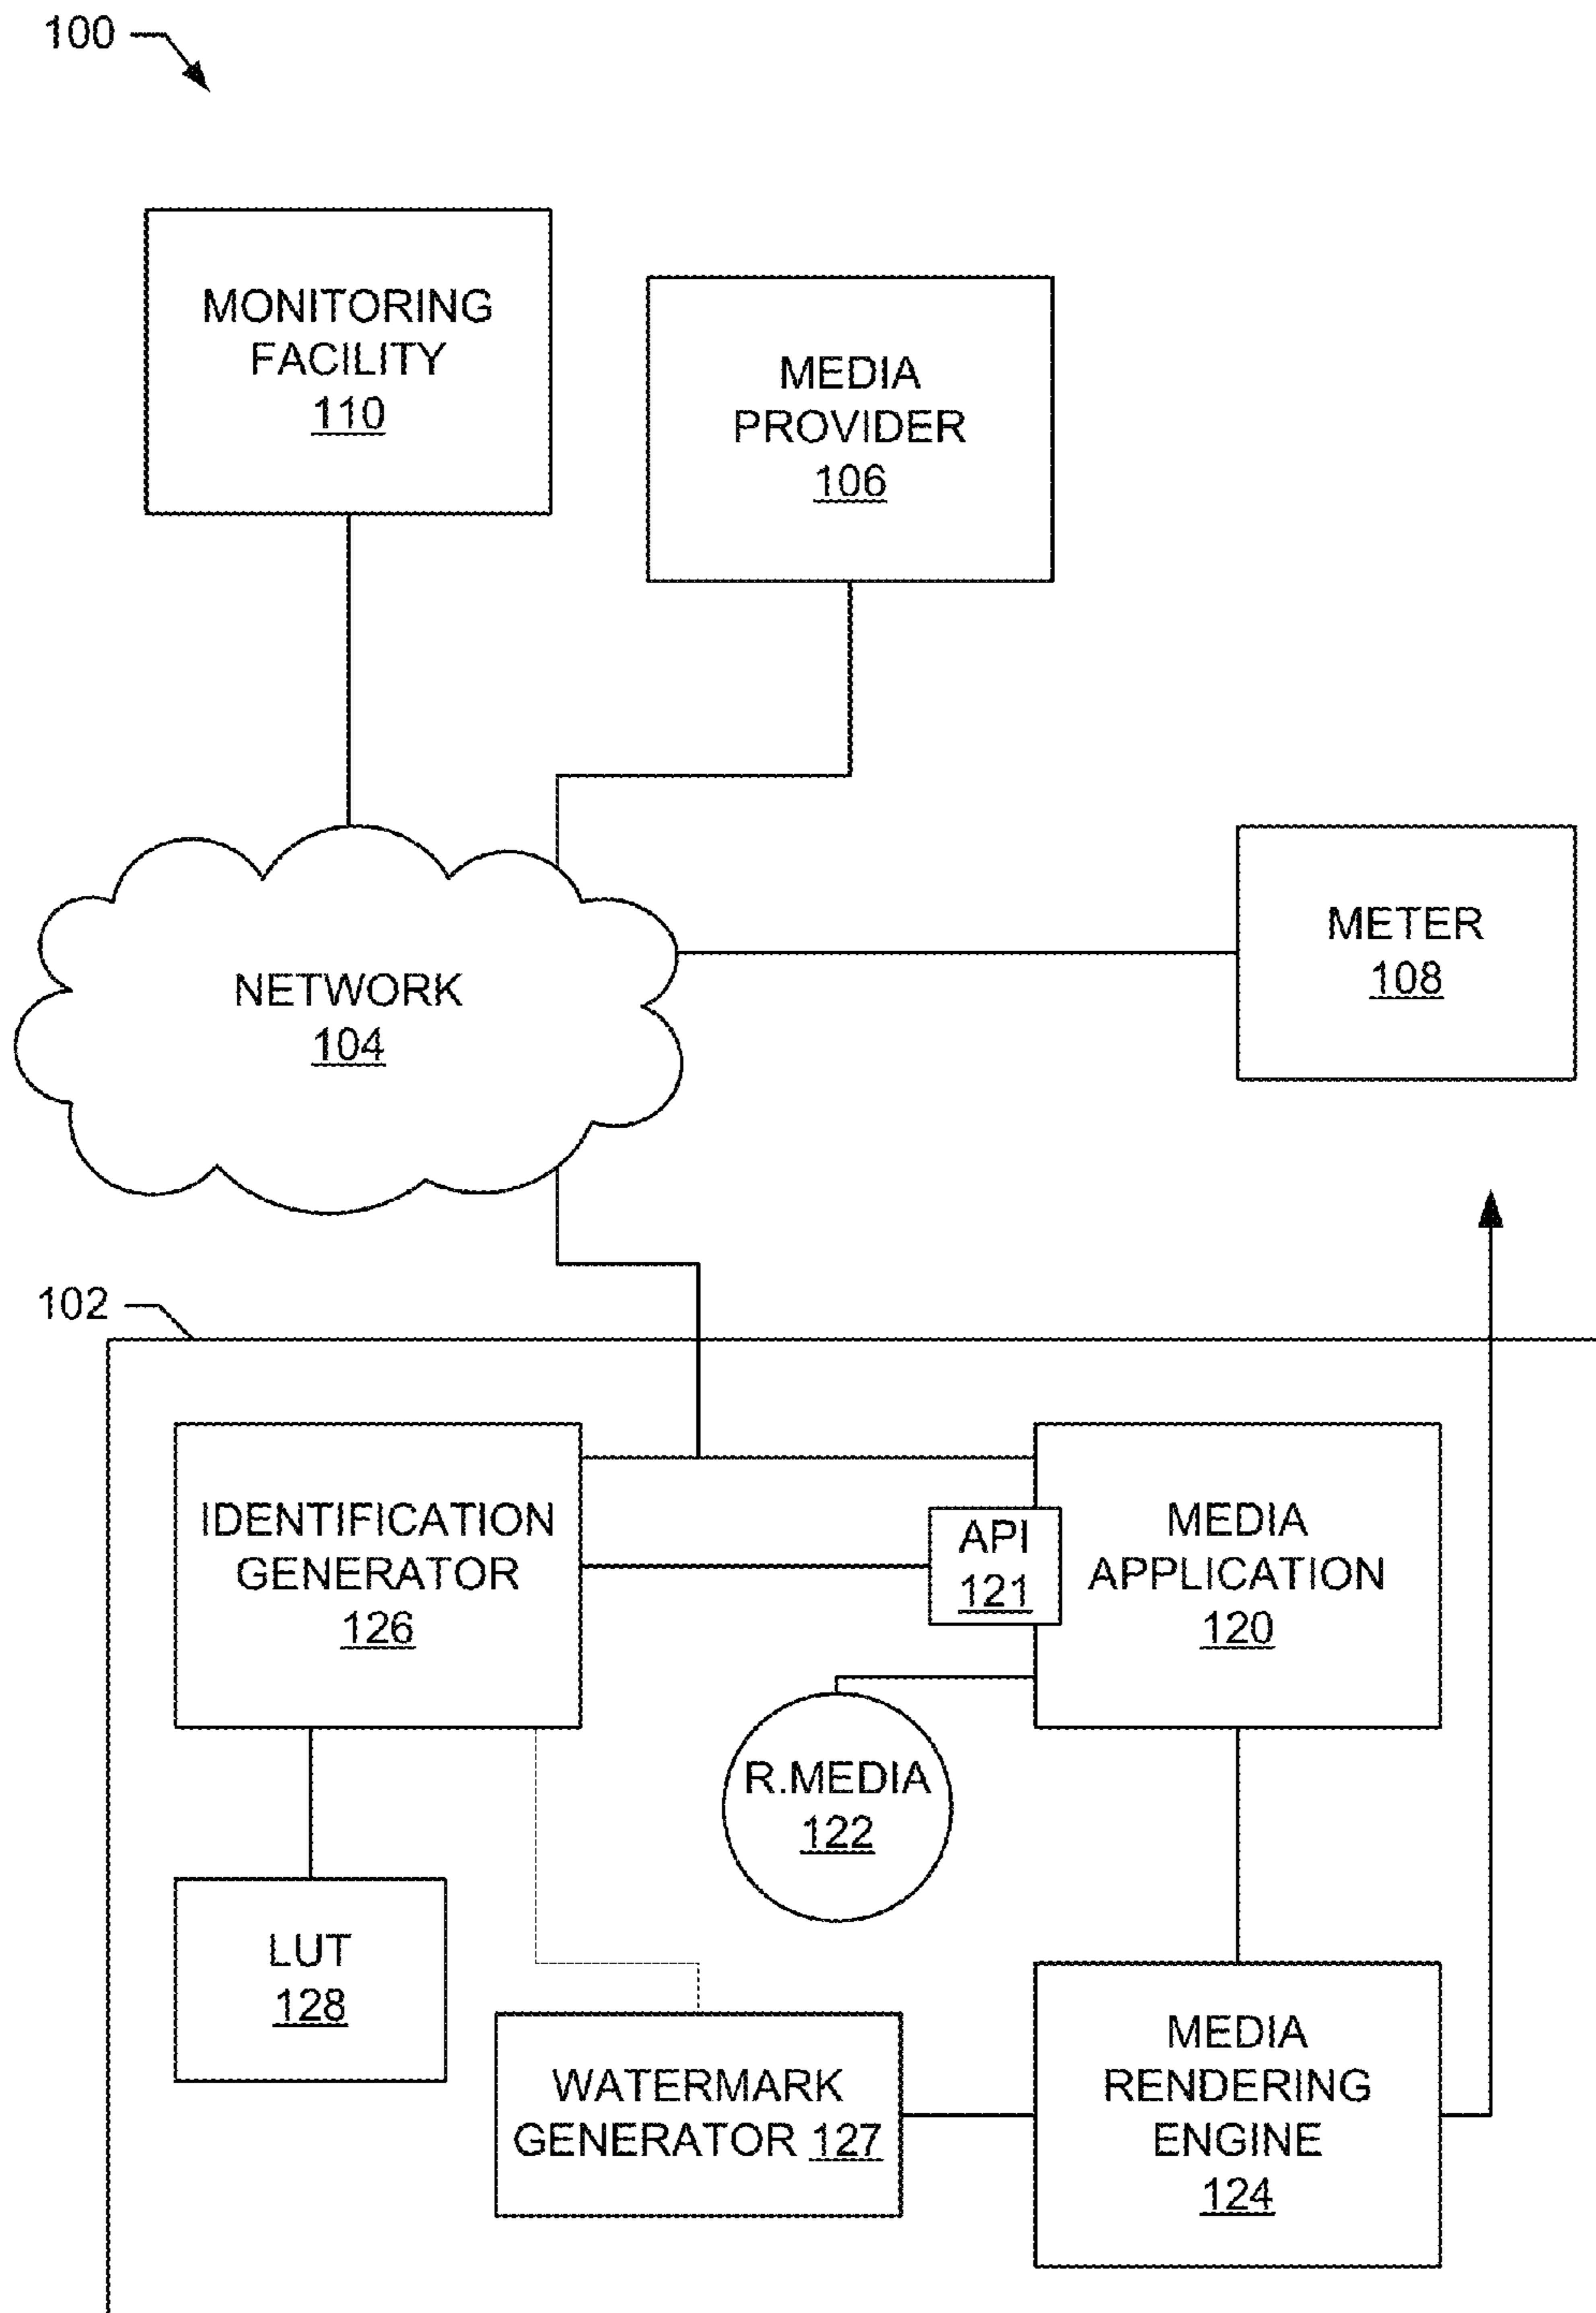 100
MONITORING
FACILITY
110
MEDIA
PROVIDER
106
NETWORK
104
METER
108
102
IDENTIFICATION
GENERATOR
126
API
121
MEDIA
APPLICATION
120
R.MEDIA
122
LUT
128
WATERMARK
GENERATOR 127
MEDIA
RENDERING
ENGINE
124